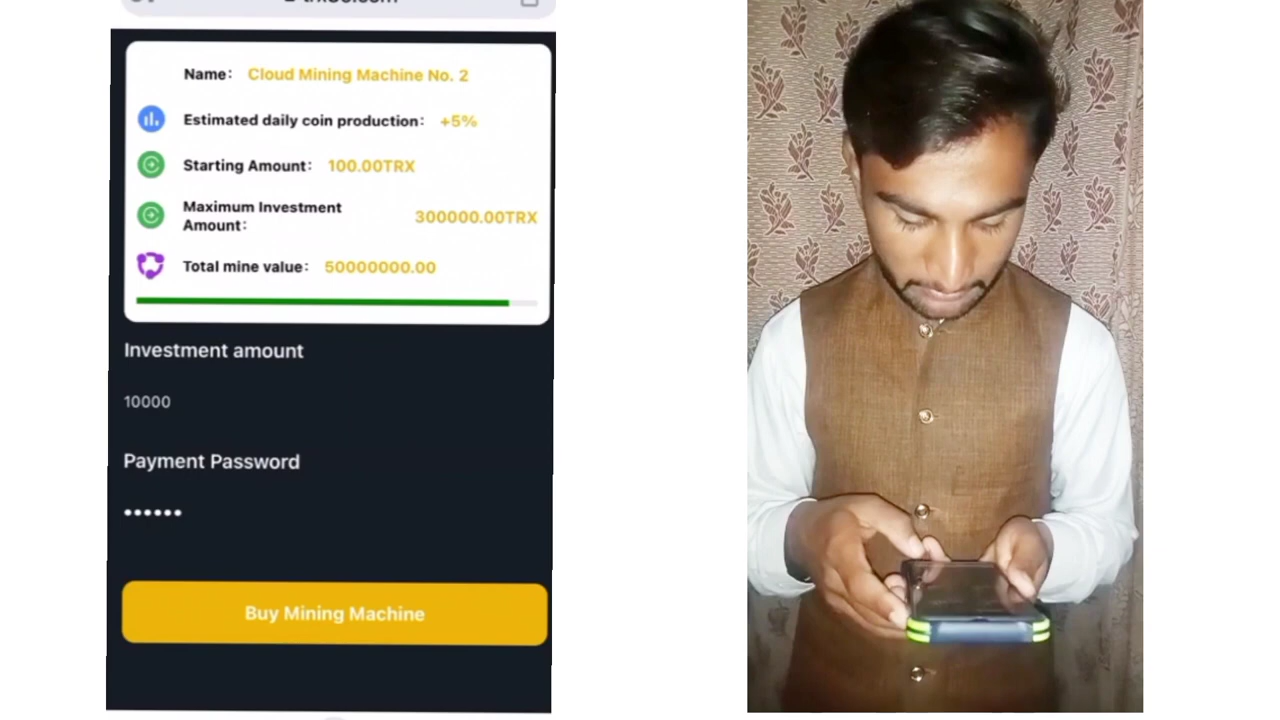 Name: Cloud Mining Machine No. 2
Estimated daily coin production: +5%
Starting Amount: 100.00TRX
Maximum Investment
Amount: 300000.00TRX
Total mine value: 50000000.00
Investment amount
10000
Payment Password
••••••
Buy Mining Machine